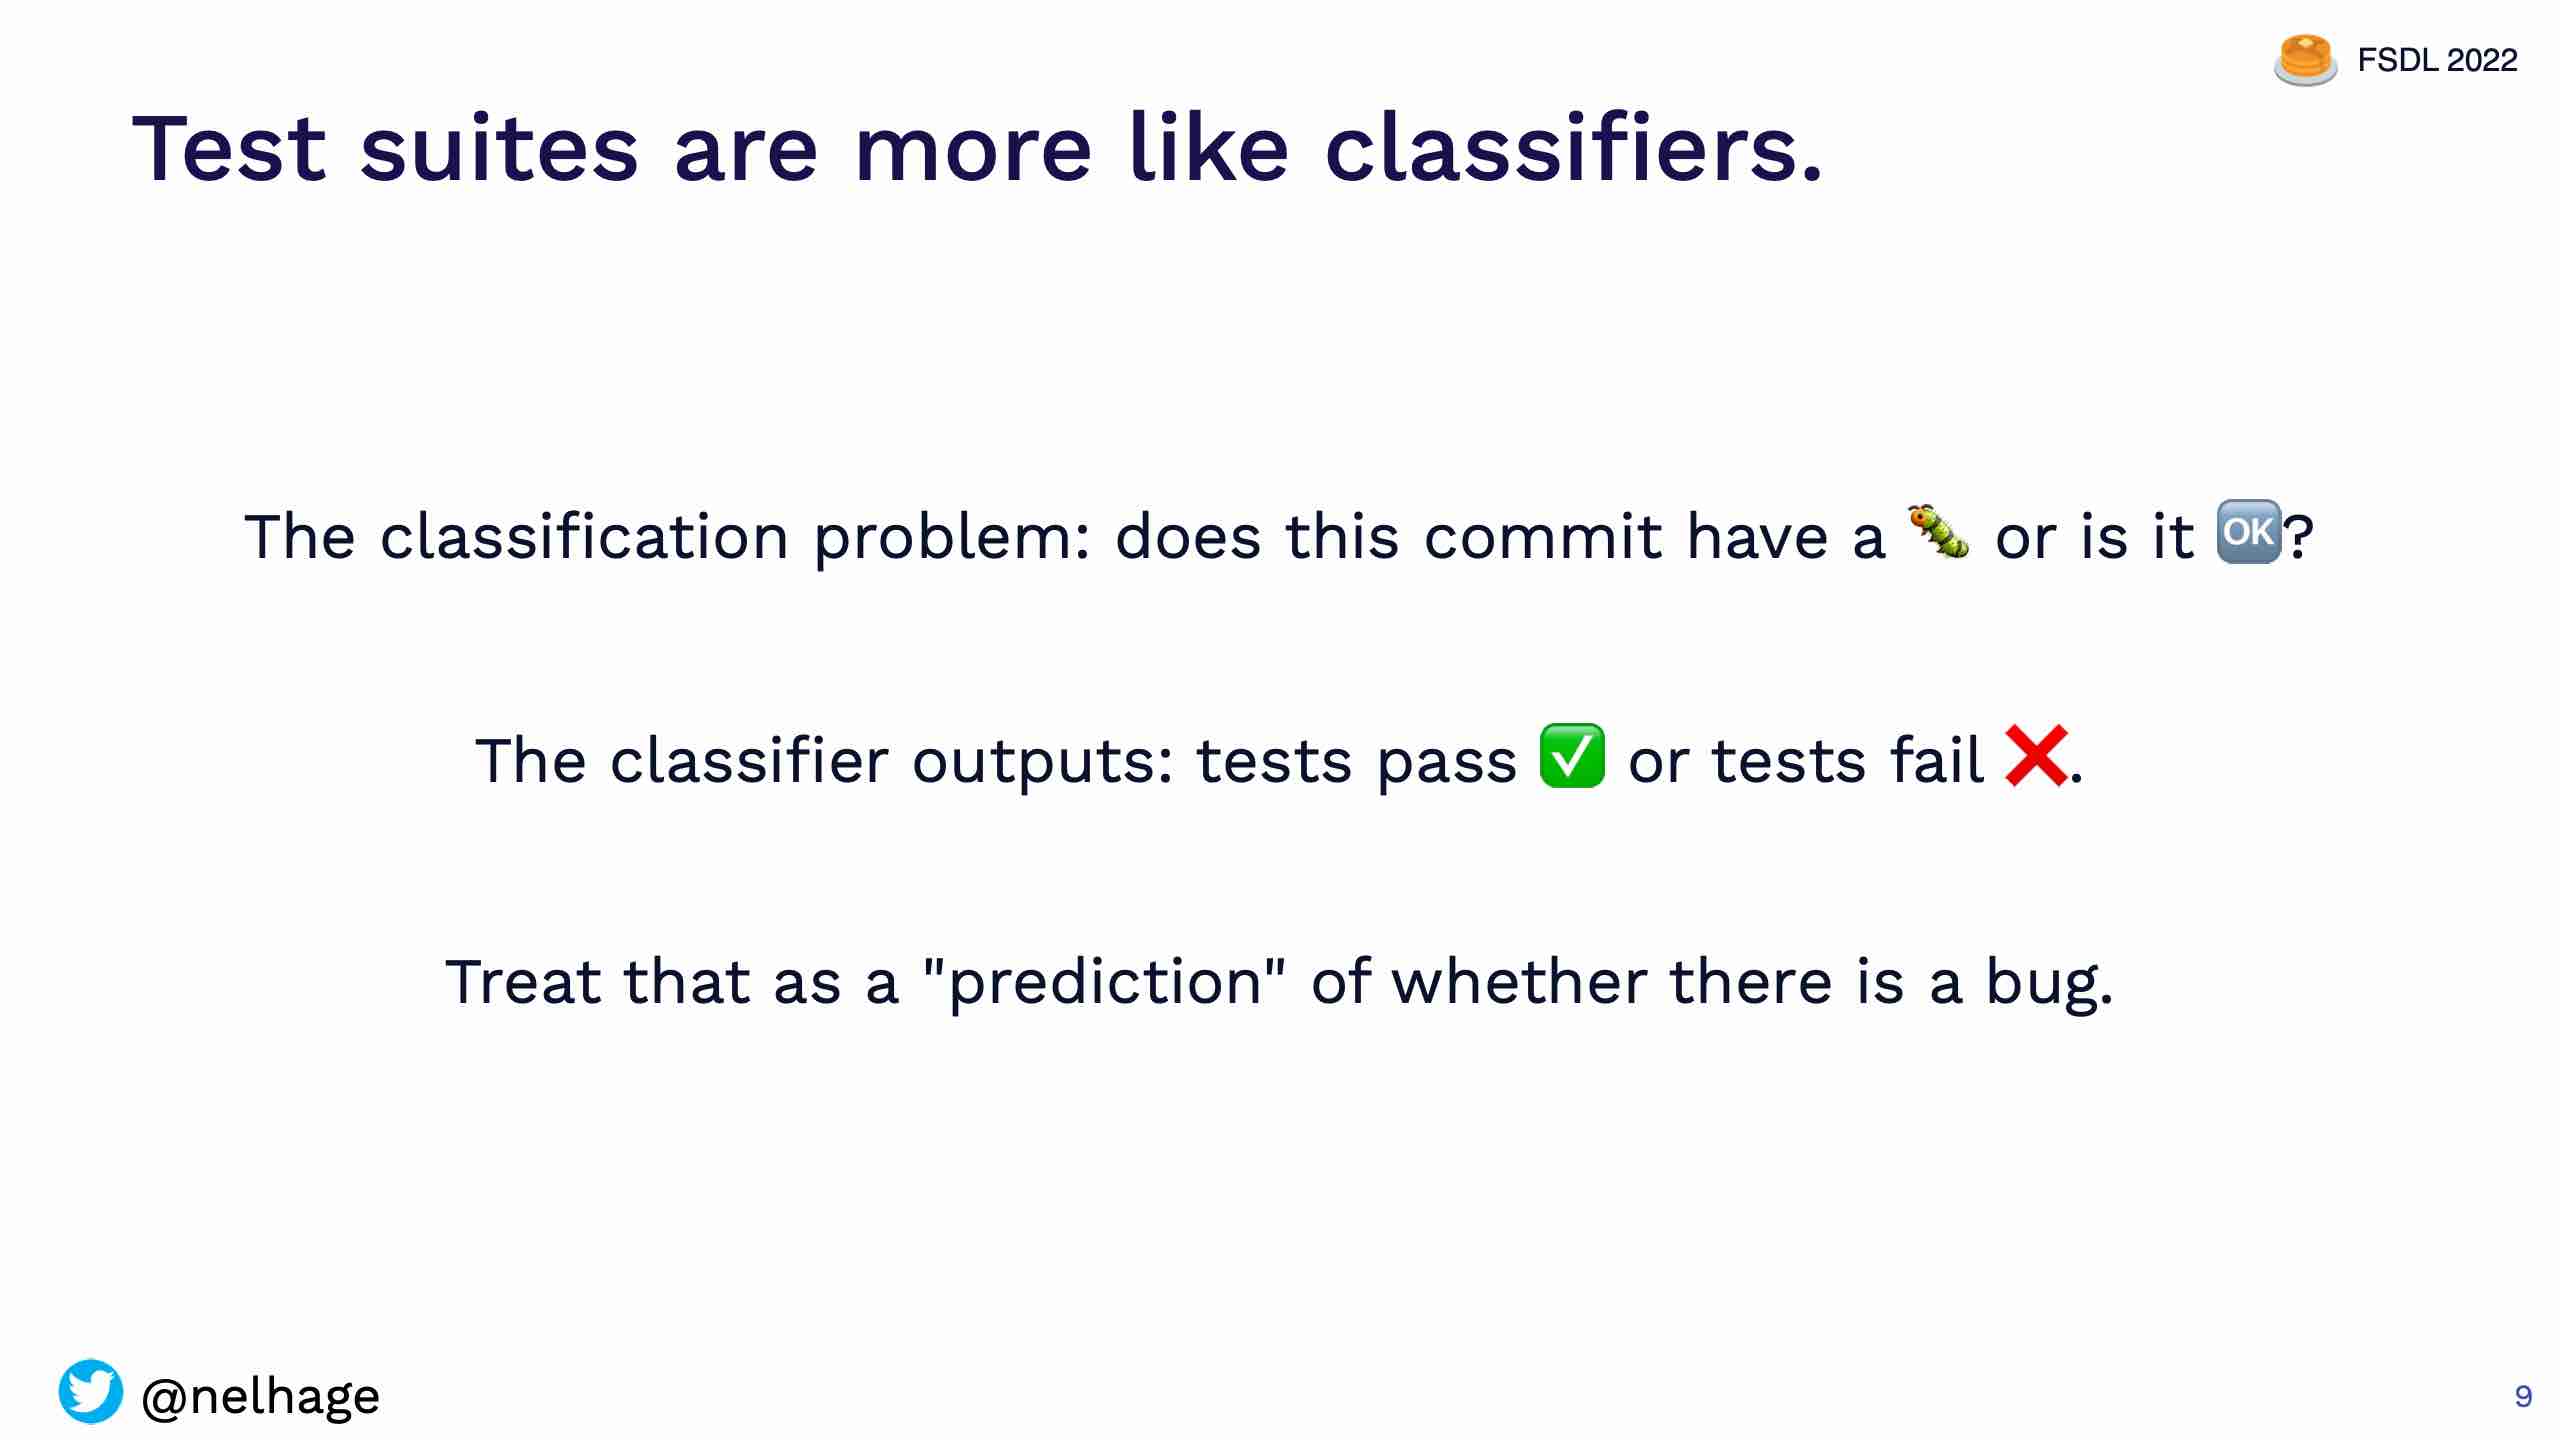 FSDL 2022
Test suites are more like classifiers.
The classification problem: does this commit have a 🐛 or is it 🆗?
The classifier outputs: tests pass ✅ or tests fail ❌.
Treat that as a "prediction" of whether there is a bug.
@nelhage
9